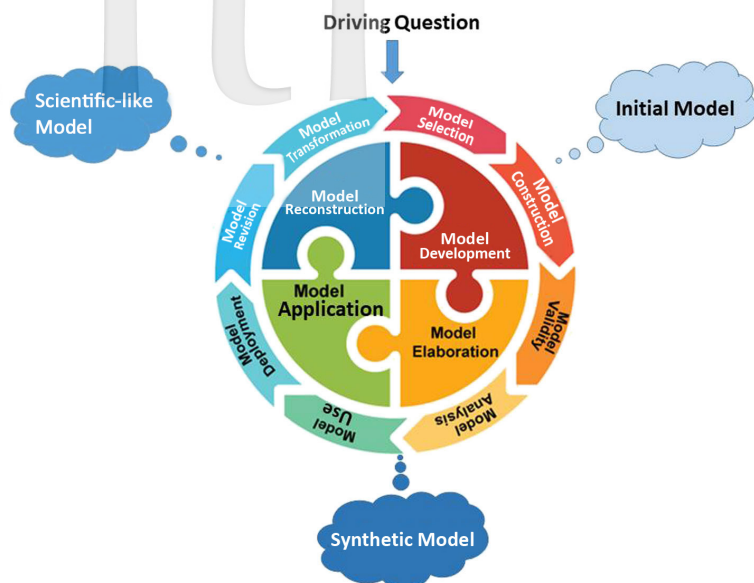 Driving Question
Scientific-like
Model
Initial Model
Model
Transformation
Model
Selection
Model
Construction
Model
Validity
Model
Analysis
Model
Use
Model
Deployment
Model
Revision
Model
Reconstruction
Model
Development
Model
Application
Model
Elaboration
Synthetic Model